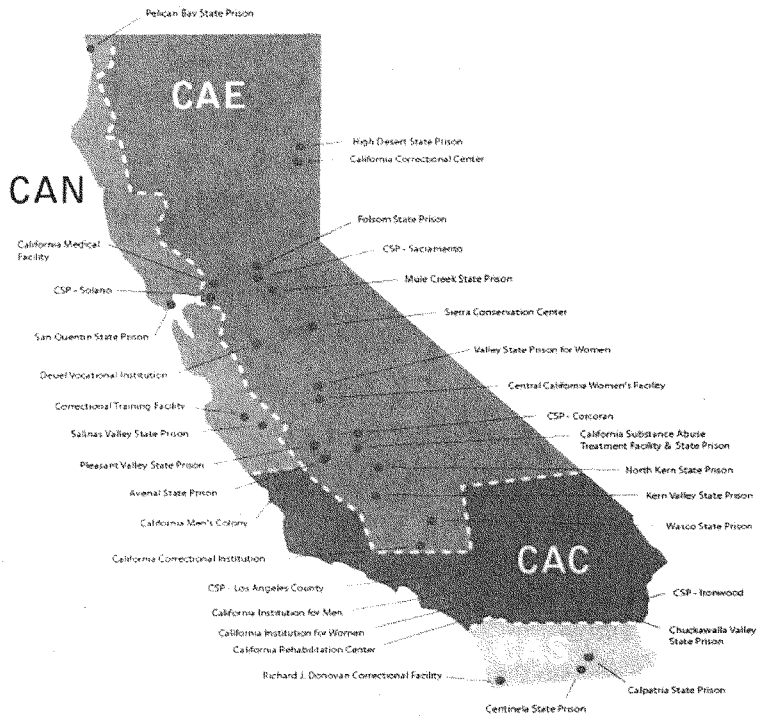 Pelican Bay State Prison
CAE
High Desert State Prison
California Correctional Center
CAN
Folsom State Prison
California Medical
Facility
CSP - Sacramento
Mule Creek State Prison
CSP - Solano
Sierra Conservation Center
San Quentin State Prison
Valley State Prison for Women
Deuel Vocational Institution
Central California Women's Facility
Correctional Training Facility
CSP - Corcoran
Salinas Valley State Prison
California Substance Abuse
Treatment Facility & State Prison
Pleasant Valley State Prison
North Kern State Prison
Avenal State Prison
Kern Valley State Prison
California Men's Colony
Wasco State Prison
California Correctional Institution
CAC
CSP - Los Angeles County
CSP - Ironwood
California Institution for Men
California Institution for Women
Chuckawalla Valley
State Prison
California Rehabilitation Center
CAS
Richard J. Donovan Correctional Facility
Calpatria State Prison
Centinela State Prison